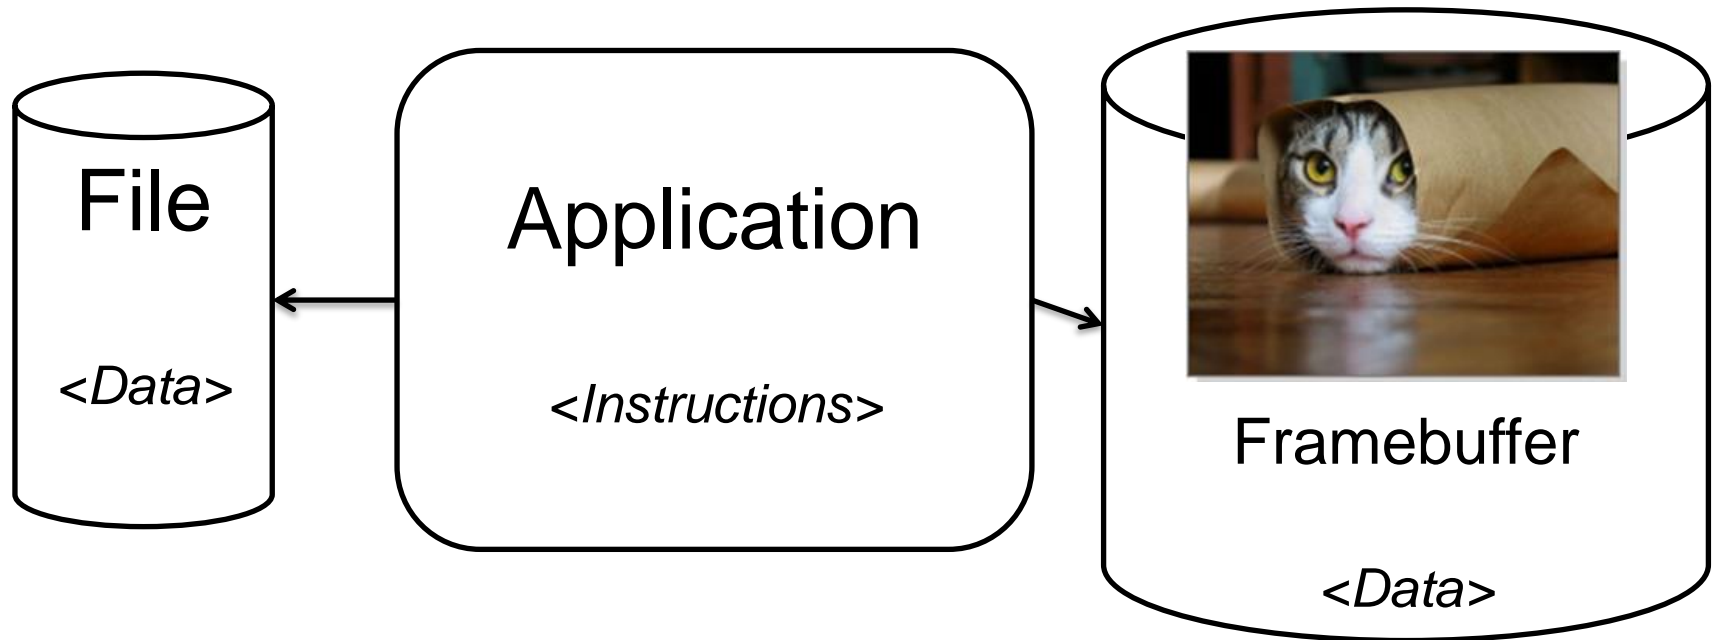 File
<Data>
Application
<Instructions>
Framebuffer
<Data>